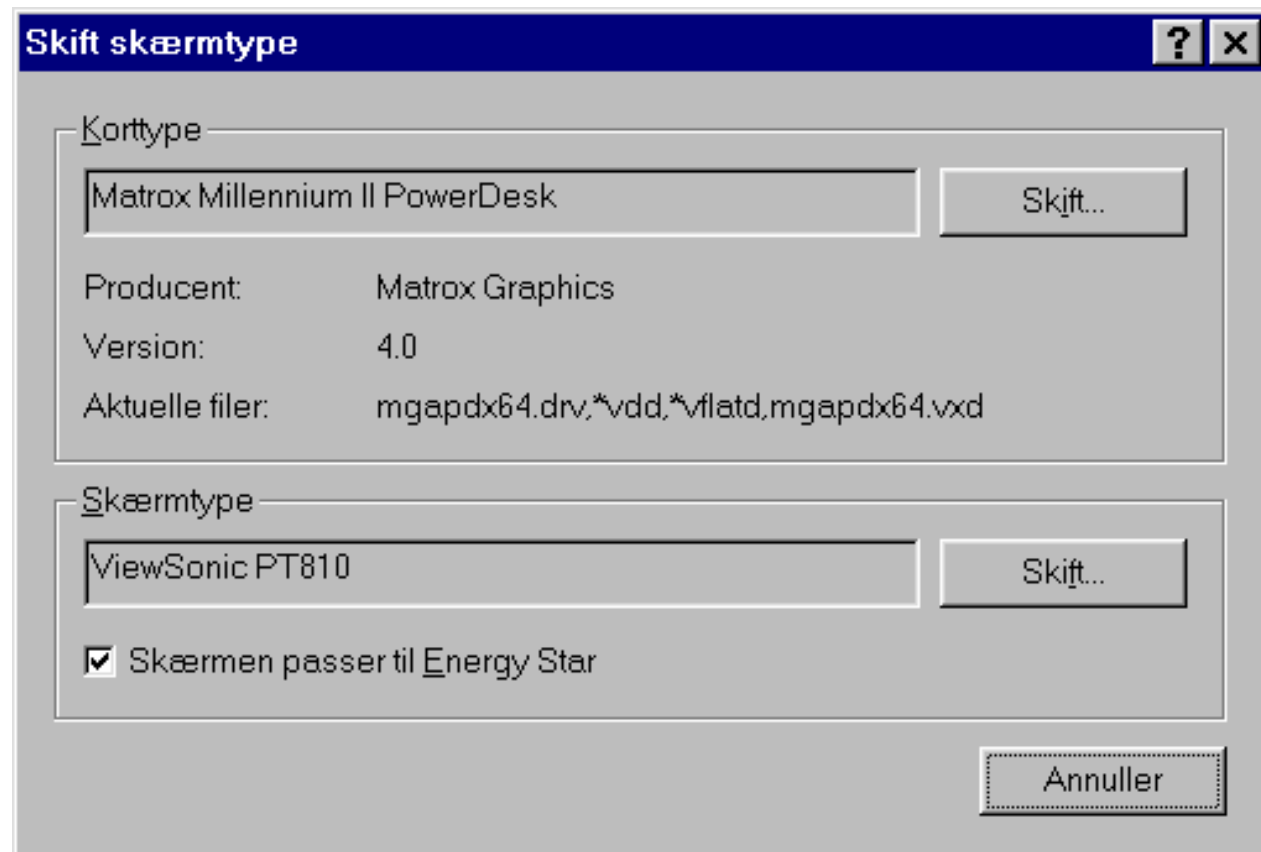 Skift skærmtype
Korttype
Matrox Millennium II PowerDesk
Skift...
Producent: Matrox Graphics
Version: 4.0
Aktuelle filer: mgapdx64.drv,*vdd,*vflatd,mgapdx64.vxd
Skærmtype
ViewSonic PT810
Skift...
Skærmen passer til Energy Star
Annuller